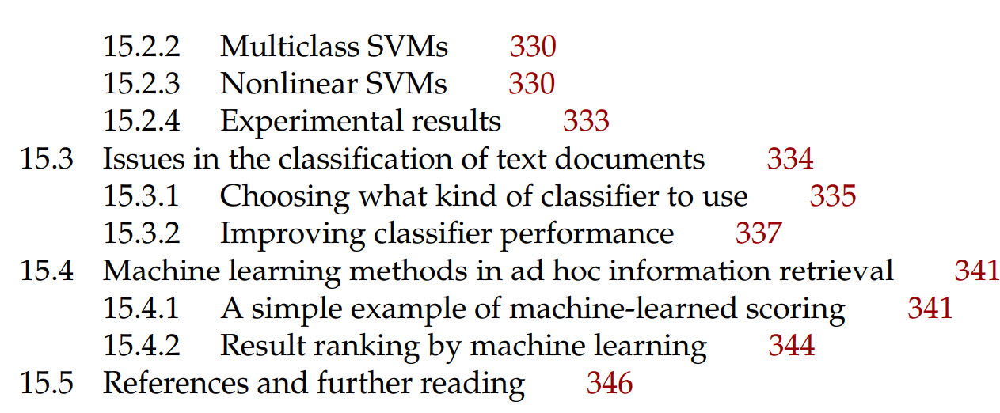 15.2.2 Multiclass SVMs 330
15.2.3 Nonlinear SVMs 330
15.2.4 Experimental results 333
15.3 Issues in the classification of text documents 334
15.3.1 Choosing what kind of classifier to use 335
15.3.2 Improving classifier performance 337
15.4 Machine learning methods in ad hoc information retrieval 341
15.4.1 A simple example of machine-learned scoring 341
15.4.2 Result ranking by machine learning 344
15.5 References and further reading 346